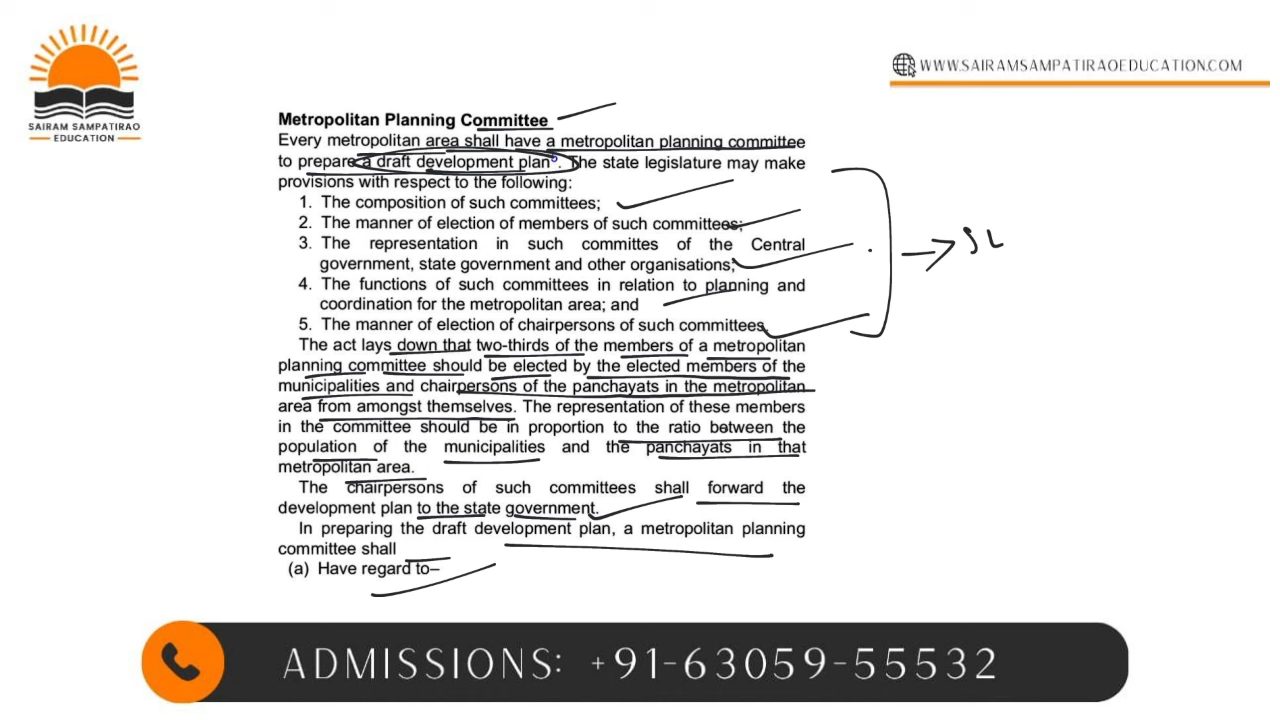 SAIRAM SAMPATIRAO
EDUCATION
WWW.SAIRAMSAMPATIRAOEDUCATION.COM
Metropolitan Planning Committee
Every metropolitan area shall have a metropolitan planning committee
to prepare a draft development plan⁵. The state legislature may make
provisions with respect to the following:
1. The composition of such committees;
2. The manner of election of members of such committees;
3. The representation in such committes of the Central
government, state government and other organisations;
4. The functions of such committees in relation to planning and
coordination for the metropolitan area; and
5. The manner of election of chairpersons of such committees.
SL
The act lays down that two-thirds of the members of a metropolitan
planning committee should be elected by the elected members of the
municipalities and chairpersons of the panchayats in the metropolitan
area from amongst themselves. The representation of these members
in the committee should be in proportion to the ratio between the
population of the municipalities and the panchayats in that
metropolitan area.
The chairpersons of such committees shall forward the
development plan to the state government.
In preparing the draft development plan, a metropolitan planning
committee shall
(a) Have regard to–
ADMISSIONS: +91-63059-55532